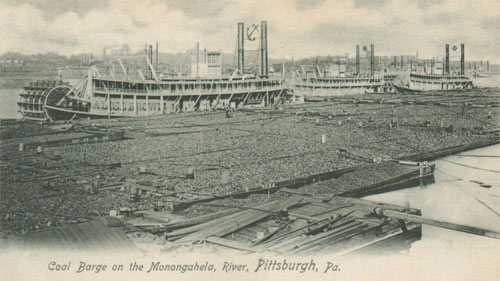 Coal Barge on the Monongahela, River, Pittsburgh, Pa.